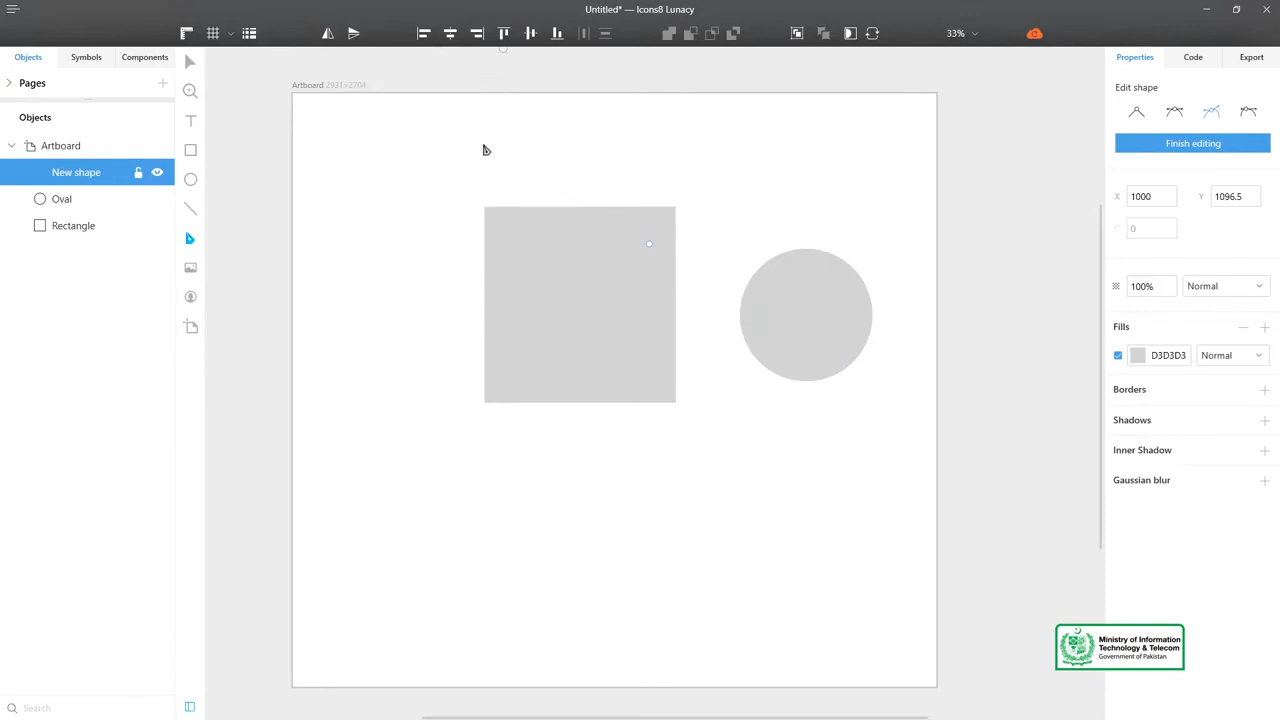 Untitled* — Icons8 Lunacy
33%
Objects
Symbols
Components
Properties
Code
Export
Pages
Objects
Artboard
New shape
Oval
Rectangle
Search
Artboard 2931×2704
Edit shape
Finish editing
X 1000
Y 1096.5
0
100%
Normal
Fills
D3D3D3
Normal
Borders
Shadows
Inner Shadow
Gaussian blur
Ministry of Information
Technology & Telecom
Government of Pakistan